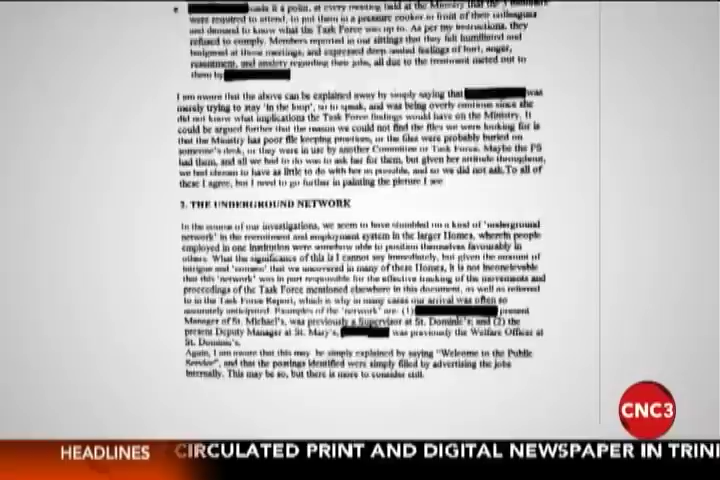 made it a point, at every meeting held at the Ministry that the 3 members
were required to attend, to put them in a pressure cooker in front of their colleagues
and demand to know what the Task Force was up to. As per my instructions, they
refused to comply. Members reported in our sittings that they felt humiliated and
badgered at these meetings, and expressed deep seated feelings of hurt, anger,
resentment, and anxiety regarding their jobs, all due to the treatment meted out to
them by
I am aware that the above can be explained away by simply saying that was
merely trying to stay 'in the loop', so to speak, and was being overly cautious since she
did not know what implications the Task Force findings would have on the Ministry. It
could be argued further that the reason we could not find the files we were looking for is
that the Ministry has poor file keeping practices, or the files were probably buried on
someone's desk, or they were in use by another Committee or Task Force. Maybe the PS
had them, and all we had to do was to ask her for them, but given her attitude throughout,
we had chosen to have as little to do with her as possible, and so we did not ask. To all of
these I agree, but I need to go further in painting the picture I see.
3. THE UNDERGROUND NETWORK
In the course of our investigations, we seem to have stumbled on a kind of 'underground
network' in the recruitment and employment system in the larger Homes, wherein people
employed in one institution were somehow able to position themselves favourably in
others. What the significance of this is I cannot say immediately, but given the amount of
intrigue and that we uncovered in many of these Homes, it is not inconceivable
that this 'network' was in part responsible for the effective tracking of the movements and
proceedings of the Task Force mentioned elsewhere in this document, as well as referred
to in the Task Force Report, which is why in many cases our arrival was often so
accurately anticipated. Examples of the 'network' are: (1) present
Manager of St. Michael's, was previously a Supervisor at St. Dominic's; and (2) the
present Deputy Manager at St. Mary's, was previously the Welfare Officer at
St. Dominic's.
Again, I am aware that this may be simply explained by saying "Welcome to the Public
Service", and that the postings identified were simply filled by advertising the jobs
internally. This may be so, but there is more to consider still.
CNC3
HEADLINES CIRCULATED PRINT AND DIGITAL NEWSPAPER IN TRINI